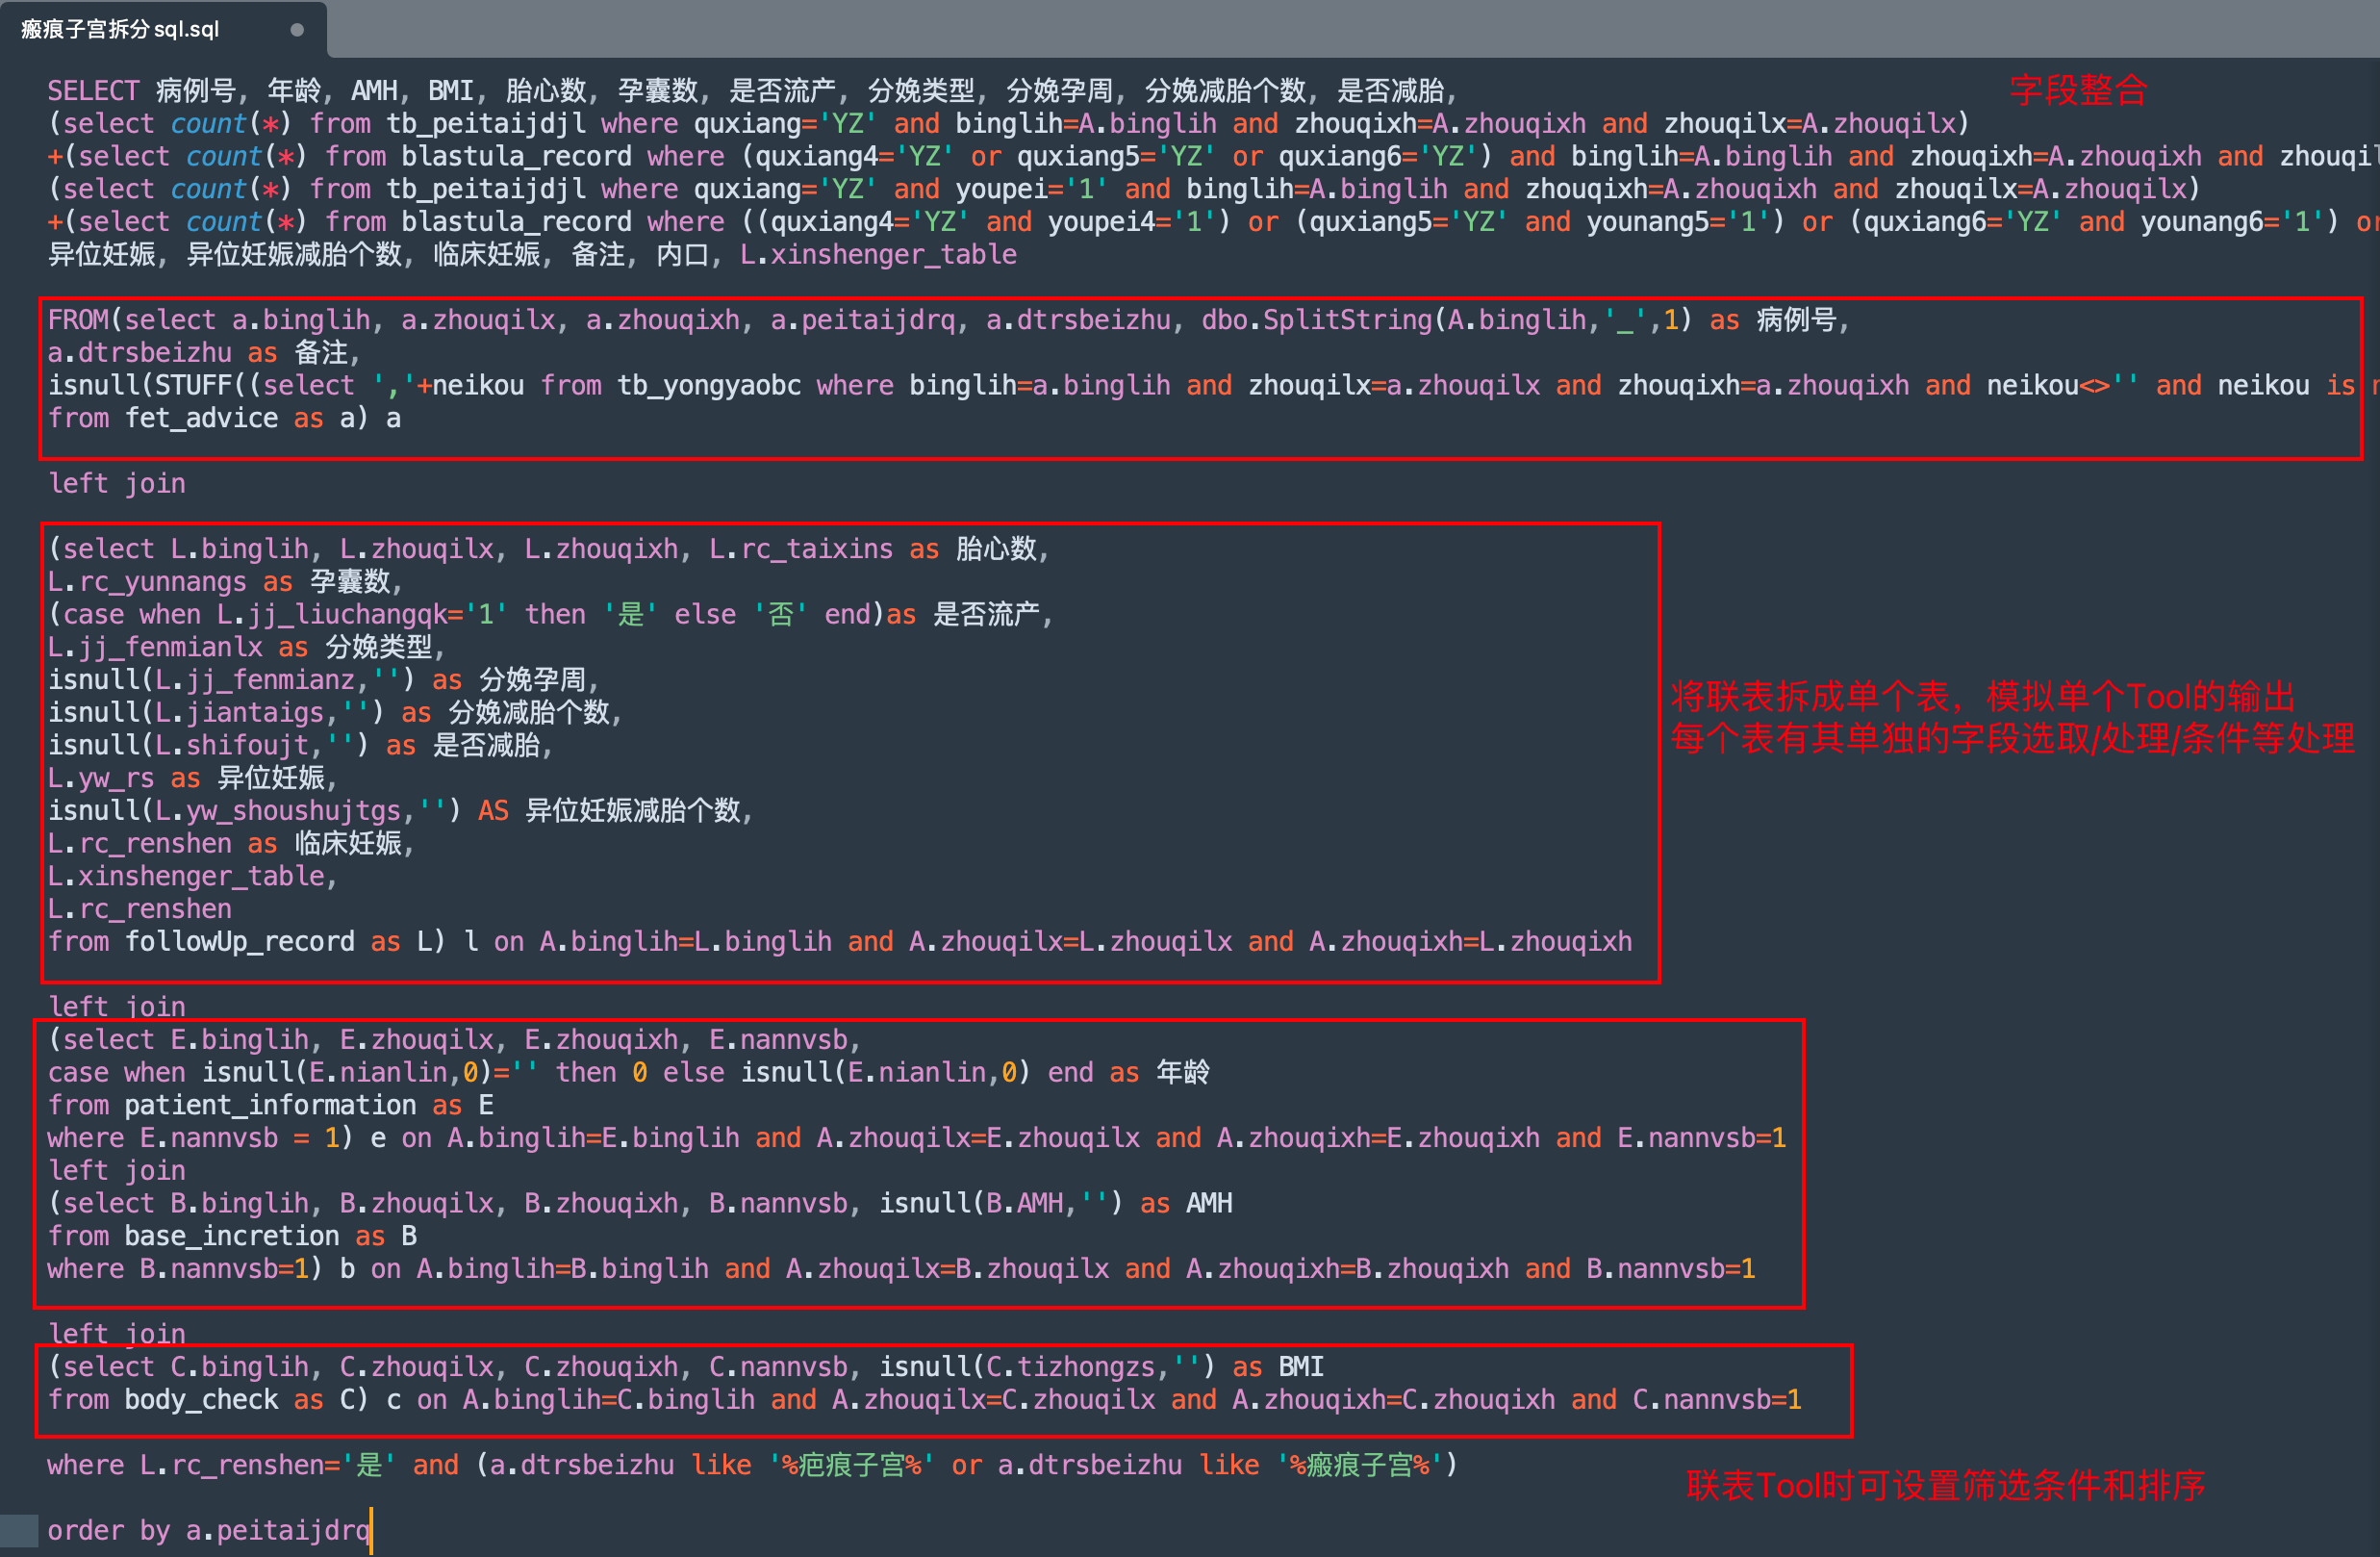 瘢痕子宫拆分sql.sql
SELECT 病例号, 年龄, AMH, BMI, 胎心数, 孕囊数, 是否流产, 分娩类型, 分娩孕周, 分娩减胎个数, 是否减胎,
字段整合
(select count(*) from tb_peitaijdjl where quxiang='YZ' and binglih=A.binglih and zhouqixh=A.zhouqixh and zhouqilx=A.zhouqilx)
+(select count(*) from blastula_record where (quxiang4='YZ' or quxiang5='YZ' or quxiang6='YZ') and binglih=A.binglih and zhouqixh=A.zhouqixh and zhouqil
(select count(*) from tb_peitaijdjl where quxiang='YZ' and youpei='1' and binglih=A.binglih and zhouqixh=A.zhouqixh and zhouqilx=A.zhouqilx)
+(select count(*) from blastula_record where ((quxiang4='YZ' and youpei4='1') or (quxiang5='YZ' and younang5='1') or (quxiang6='YZ' and younang6='1') or
异位妊娠, 异位妊娠减胎个数, 临床妊娠, 备注, 内口, L.xinshenger_table
FROM(select a.binglih, a.zhouqilx, a.zhouqixh, a.peitaijdrq, a.dtrsbeizhu, dbo.SplitString(A.binglih,'_',1) as 病例号,
a.dtrsbeizhu as 备注,
isnull(STUFF((select ','+neikou from tb_yongyaobc where binglih=a.binglih and zhouqilx=a.zhouqilx and zhouqixh=a.zhouqixh and neikou<>'' and neikou is
from fet_advice as a) a
left join
(select L.binglih, L.zhouqilx, L.zhouqixh, L.rc_taixins as 胎心数,
L.rc_yunnangs as 孕囊数,
(case when L.jj_liuchangqk='1' then '是' else '否' end)as 是否流产,
L.jj_fenmianlx as 分娩类型,
isnull(L.jj_fenmianz,'') as 分娩孕周,
isnull(L.jiantaigs,'') as 分娩减胎个数,
isnull(L.shifoujt,'') as 是否减胎,
L.yw_rs as 异位妊娠,
isnull(L.yw_shoushujtgs,'') AS 异位妊娠减胎个数,
L.rc_renshen as 临床妊娠,
L.xinshenger_table,
L.rc_renshen
from followUp_record as L) l on A.binglih=L.binglih and A.zhouqilx=L.zhouqilx and A.zhouqixh=L.zhouqixh
将联表拆成单个表，模拟单个Tool的输出
每个表有其单独的字段选取/处理/条件等处理
left join
(select E.binglih, E.zhouqilx, E.zhouqixh, E.nannvsb,
case when isnull(E.nianlin,0)='' then 0 else isnull(E.nianlin,0) end as 年龄
from patient_information as E
where E.nannvsb = 1) e on A.binglih=E.binglih and A.zhouqilx=E.zhouqilx and A.zhouqixh=E.zhouqixh and E.nannvsb=1
left join
(select B.binglih, B.zhouqilx, B.zhouqixh, B.nannvsb, isnull(B.AMH,'') as AMH
from base_incretion as B
where B.nannvsb=1) b on A.binglih=B.binglih and A.zhouqilx=B.zhouqilx and A.zhouqixh=B.zhouqixh and B.nannvsb=1
left join
(select C.binglih, C.zhouqilx, C.zhouqixh, C.nannvsb, isnull(C.tizhongzs,'') as BMI
from body_check as C) c on A.binglih=C.binglih and A.zhouqilx=C.zhouqilx and A.zhouqixh=C.zhouqixh and C.nannvsb=1
where L.rc_renshen='是' and (a.dtrsbeizhu like '%疤痕子宫%' or a.dtrsbeizhu like '%瘢痕子宫%')
联表Tool时可设置筛选条件和排序
order by a.peitaijdrq